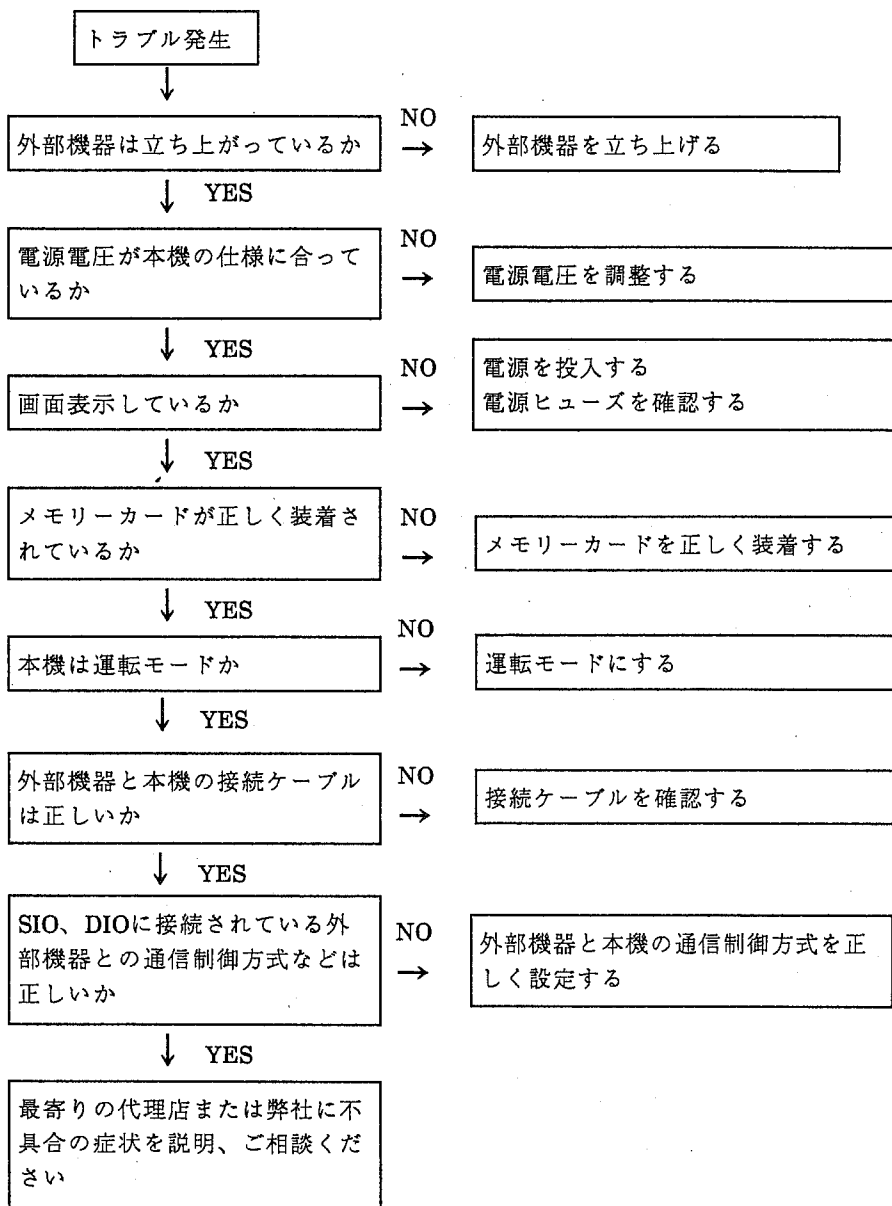 トラブル発生
↓
NO
外部機器は立ち上がっているか
→
外部機器を立ち上げる
↓ YES
NO
電源電圧が本機の仕様に合って
いるか
→
電源電圧を調整する
↓ YES
NO
画面表示しているか
→
電源を投入する
電源ヒューズを確認する
↓ YES
NO
メモリーカードが正しく装着さ
れているか
→
メモリーカードを正しく装着する
↓ YES
NO
本機は運転モードか
→
運転モードにする
↓ YES
NO
外部機器と本機の接続ケーブル
は正しいか
→
接続ケーブルを確認する
↓ YES
NO
SIO、DIOに接続されている外
部機器との通信制御方式などは
正しいか
→
外部機器と本機の通信制御方式を正
しく設定する
↓ YES
最寄りの代理店または弊社に不
具合の症状を説明、ご相談くだ
さい